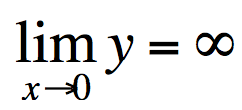 lim y = ∞
x→0